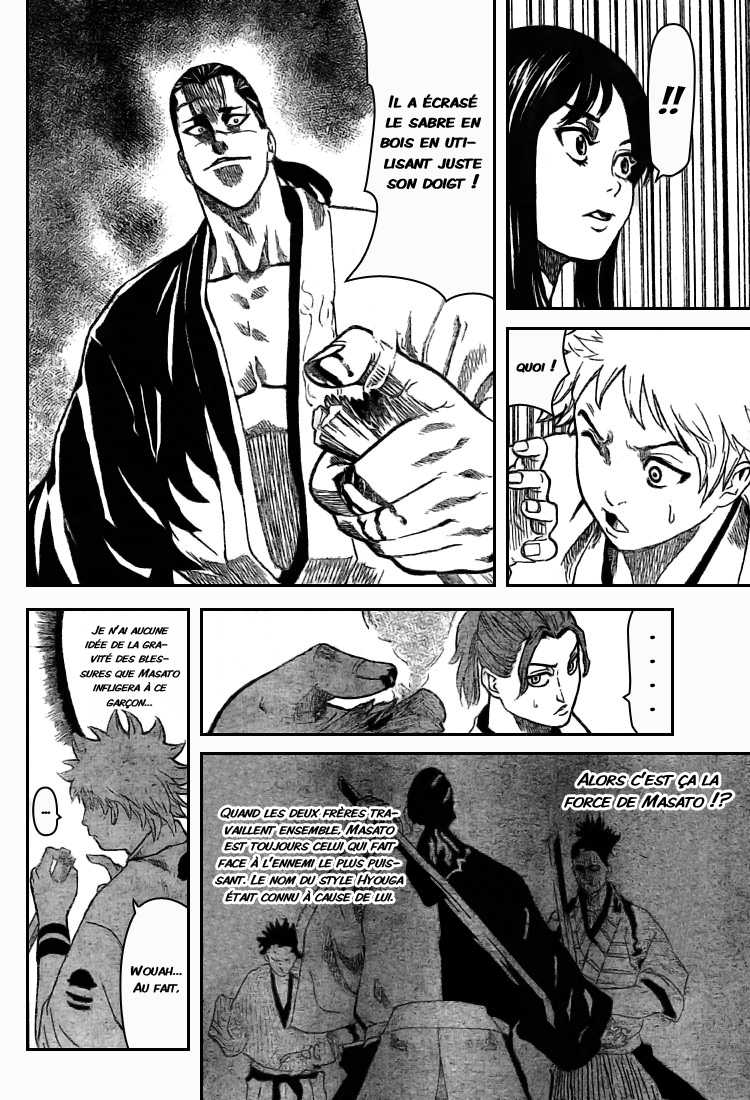 !!
Il a écrasé
le sabre en
bois en uti-
lisant juste
son doigt !
quoi !
. . . .
Alors c'est ça la
force de Masato !?
Quand les deux frères tra-
vaillent ensemble, Masato
est toujours celui qui fait
face à l'ennemi le plus puis-
sant. Le nom du style Hyouga
était connu à cause de lui.
Je n'ai aucune
idée de la gra-
vité des bles-
sures que Masato
infligera à ce
garçon...
...
Wouah...
Au fait.